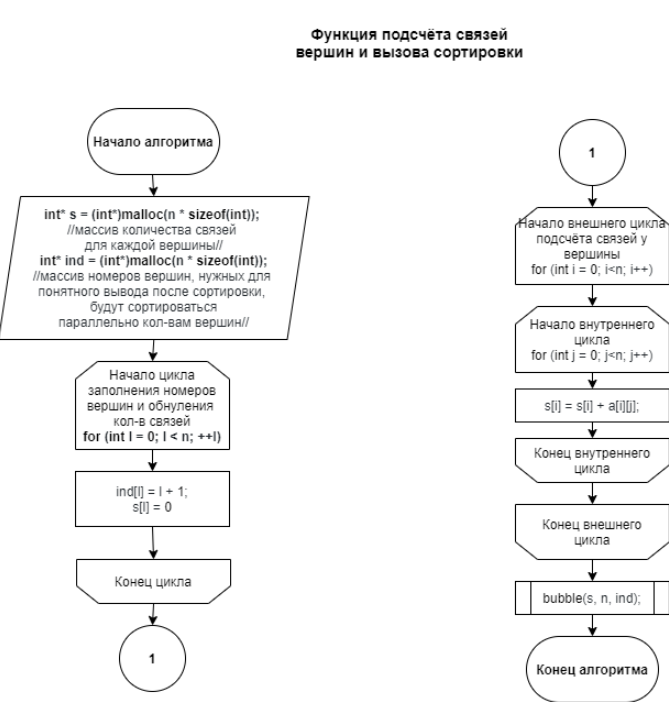 Функция подсчёта связей
вершин и вызова сортировки
Начало алгоритма
int* s = (int*)malloc(n * sizeof(int));
//массив количества связей
для каждой вершины//
int* ind = (int*)malloc(n * sizeof(int));
//массив номеров вершин, нужных для
понятного вывода после сортировки,
будут сортироваться
параллельно кол-вам вершин//
Начало цикла
заполнения номеров
вершин и обнуления
кол-в связей
for (int l = 0; l < n; ++l)
ind[l] = l + 1;
s[l] = 0
Конец цикла
1
1
Начало внешнего цикла
подсчёта связей у
вершины
for (int i = 0; i<n; i++)
Начало внутреннего
цикла
for (int j = 0; j<n; j++)
s[i] = s[i] + a[i][j];
Конец внутреннего
цикла
Конец внешнего
цикла
bubble(s, n, ind);
Конец алгоритма